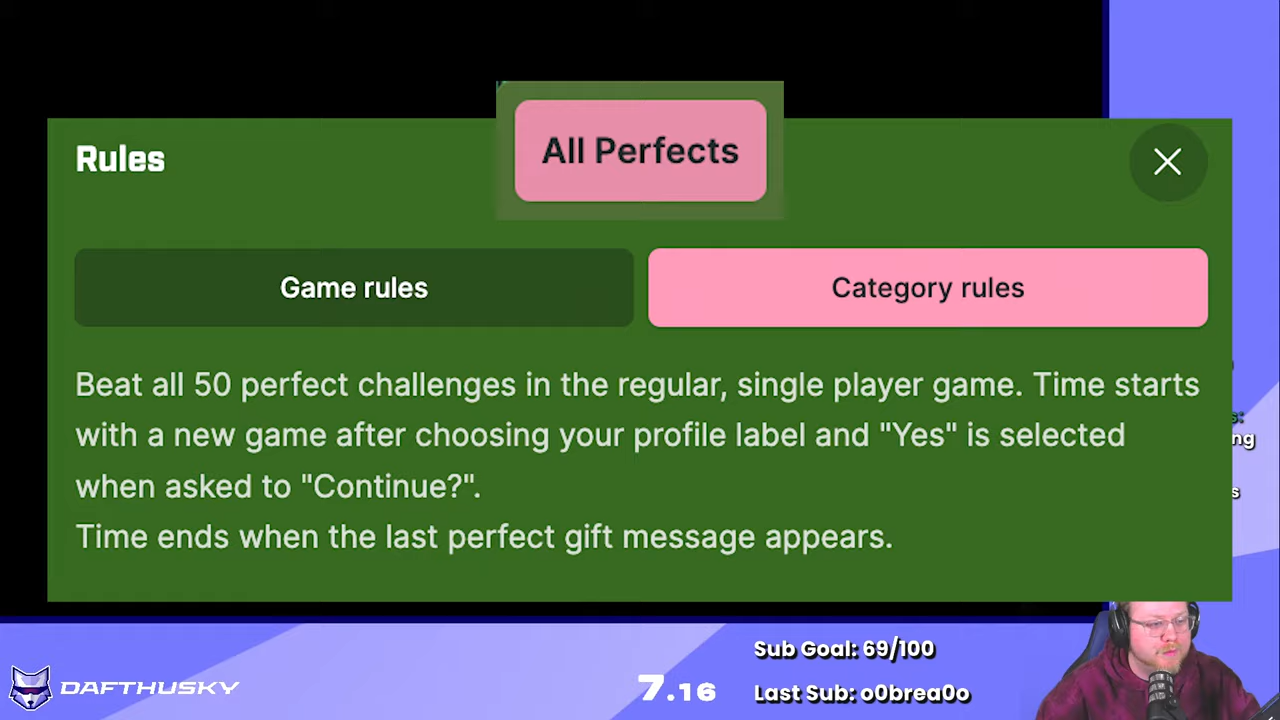 All Perfects
Rules
Game rules
Category rules
Beat all 50 perfect challenges in the regular, single player game. Time starts
with a new game after choosing your profile label and "Yes" is selected
when asked to "Continue?".
Time ends when the last perfect gift message appears.
s:
ng
s
DAFTHUSKY
7.16
Sub Goal: 69/100
Last Sub: o0brea0o